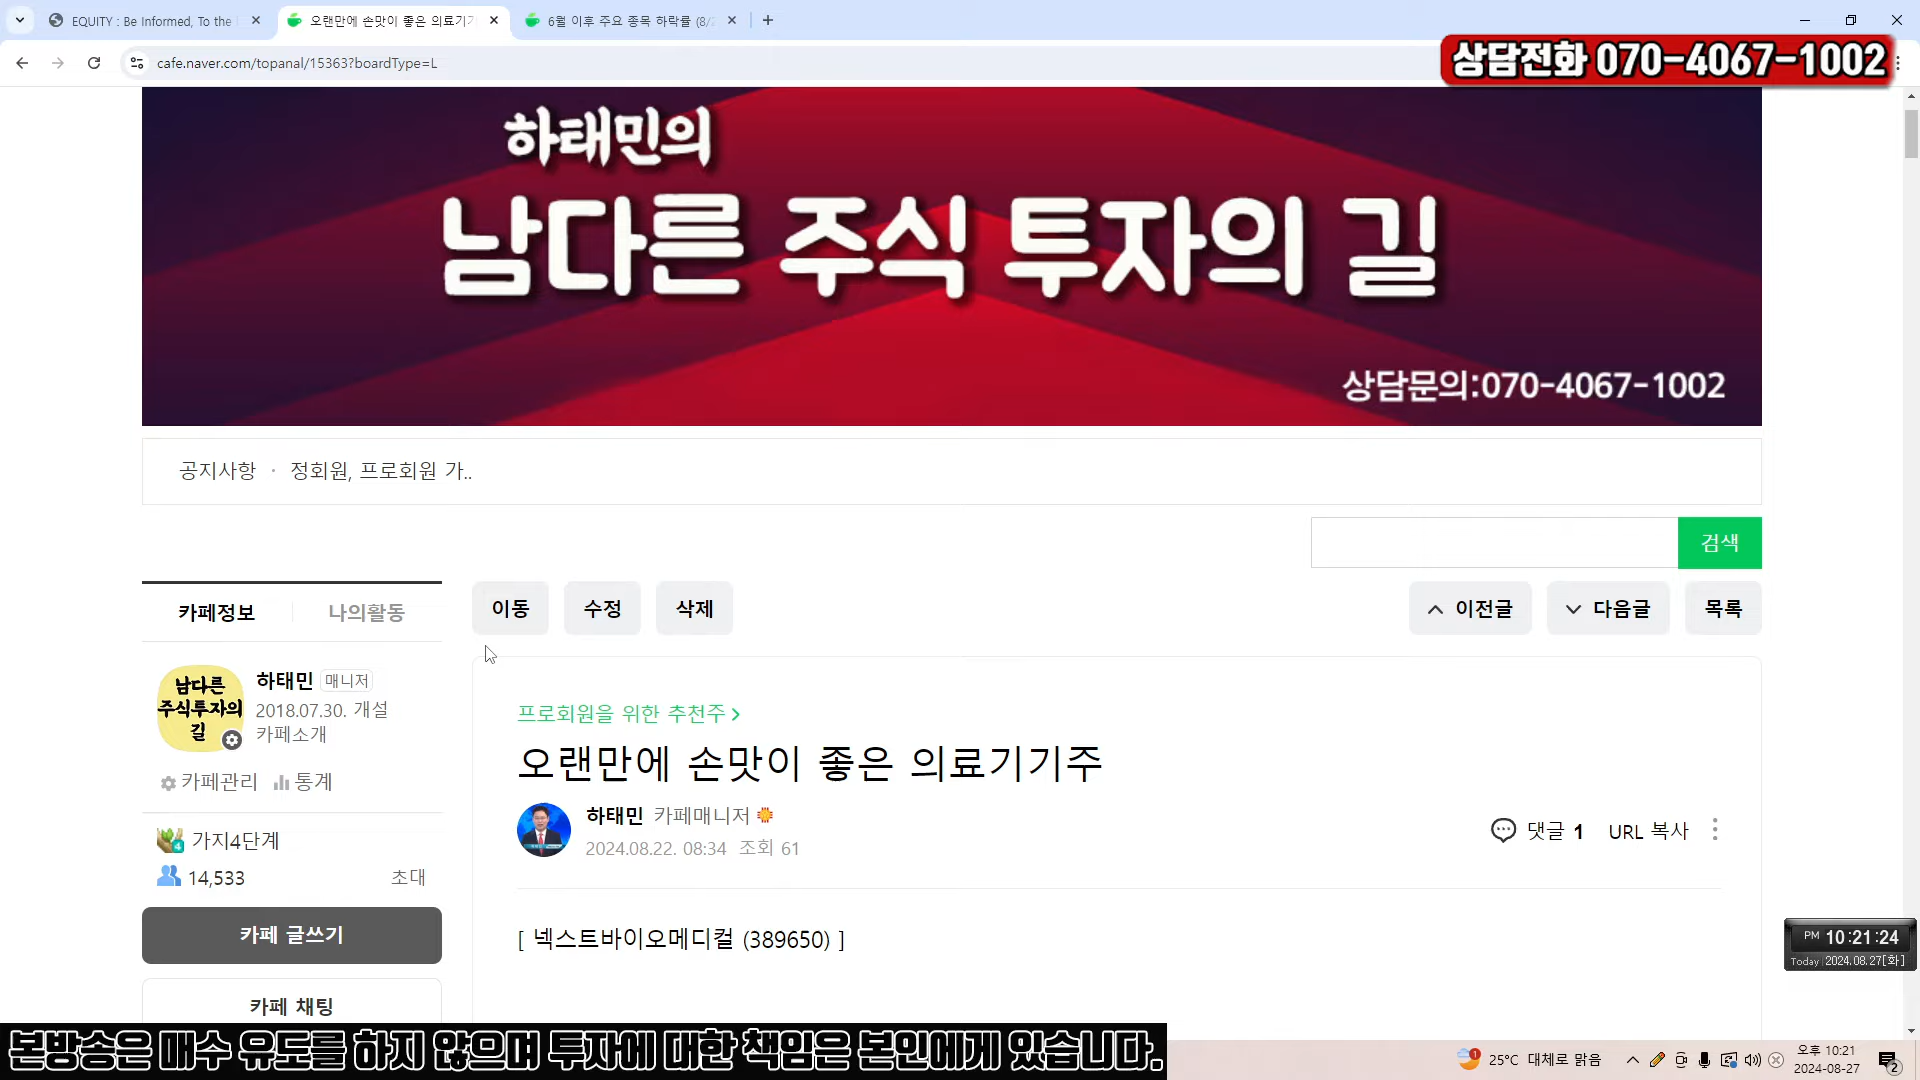 EQUITY : Be Informed, To the
오랜만에 손맛이 좋은 의료기기
6월 이후 주요 종목 하락률 (8/2
cafe.naver.com/topanal/15363?boardType=L
상담전화 070-4067-1002
하태민의
남다른 주식 투자의 길
상담문의:070-4067-1002
공지사항 · 정회원, 프로회원 가..
검색
카페정보
나의활동
이동
수정
삭제
이전글
다음글
목록
남다른
주식투자의
길
하태민 매니저
2018.07.30. 개설
카페소개
카페관리
통계
4
가지4단계
14,533
초대
카페 글쓰기
카페 채팅
프로회원을 위한 추천주 >
오랜만에 손맛이 좋은 의료기기주
하태민 카페매니저
2024.08.22. 08:34 조회 61
댓글 1
URL 복사
[ 넥스트바이오메디컬 (389650) ]
PM 10:21:24
Today 2024.08.27[화]
본방송은 매수 유도를 하지 않으며 투자에 대한 책임은 본인에게 있습니다.
1
25°C 대체로 맑음
오후 10:21
2024-08-27
2